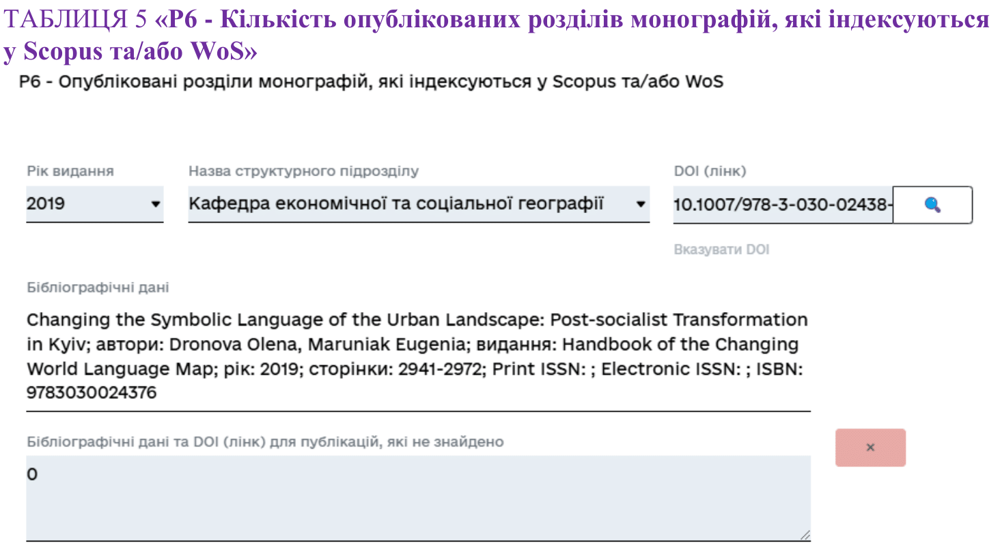 ТАБЛИЦЯ 5 «Р6 - Кількість опублікованих розділів монографій, які індексуються
у Scopus та/або WoS»
Р6 - Опубліковані розділи монографій, які індексуються у Scopus та/або WoS
Рік видання Назва структурного підрозділу DOI (лінк)
2019 Кафедра економічної та соціальної географії 10.1007/978-3-030-02438-
Вказувати DOI
Бібліографічні дані
Changing the Symbolic Language of the Urban Landscape: Post-socialist Transformation
in Kyiv; автори: Dronova Olena, Maruniak Eugenia; видання: Handbook of the Changing
World Language Map; рік: 2019; сторінки: 2941-2972; Print ISSN: ; Electronic ISSN: ; ISBN:
9783030024376
Бібліографічні дані та DOI (лінк) для публікацій, які не знайдено
×
0